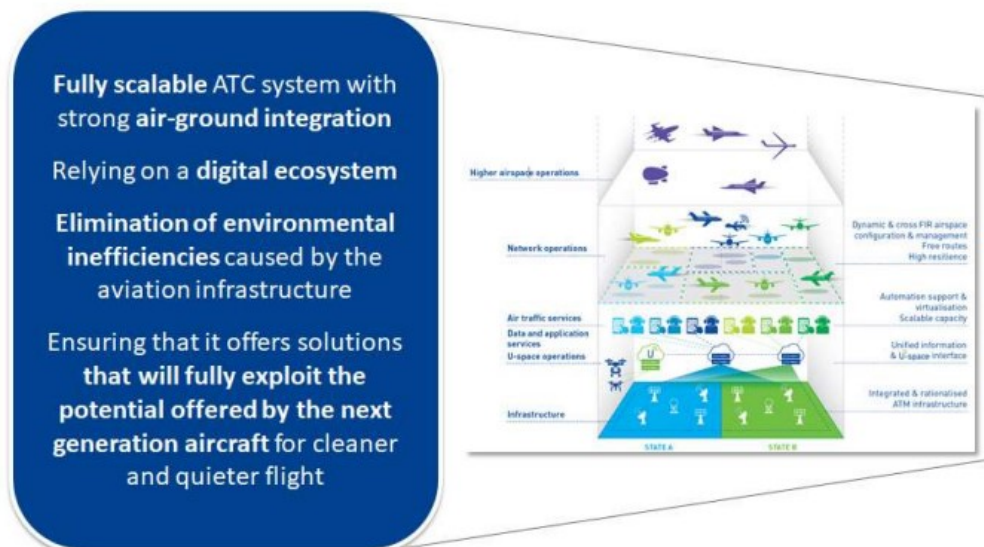 Fully scalable ATC system with
strong air-ground integration
Relying on a digital ecosystem
Elimination of environmental
inefficiencies caused by the
aviation infrastructure
Ensuring that it offers solutions
that will fully exploit the
potential offered by the next
generation aircraft for cleaner
and quieter flight
Higher airspace operations
Network operations
Dynamic & cross FIR airspace
configuration & management
Free routes
High resilience
Air traffic services
Data and application
services
U-space operations
Automation support &
virtualisation
Scalable capacity
Unified information
& U-space interface
U
Infrastructure
Integrated & rationalised
ATM infrastructure
STATE A
STATE B